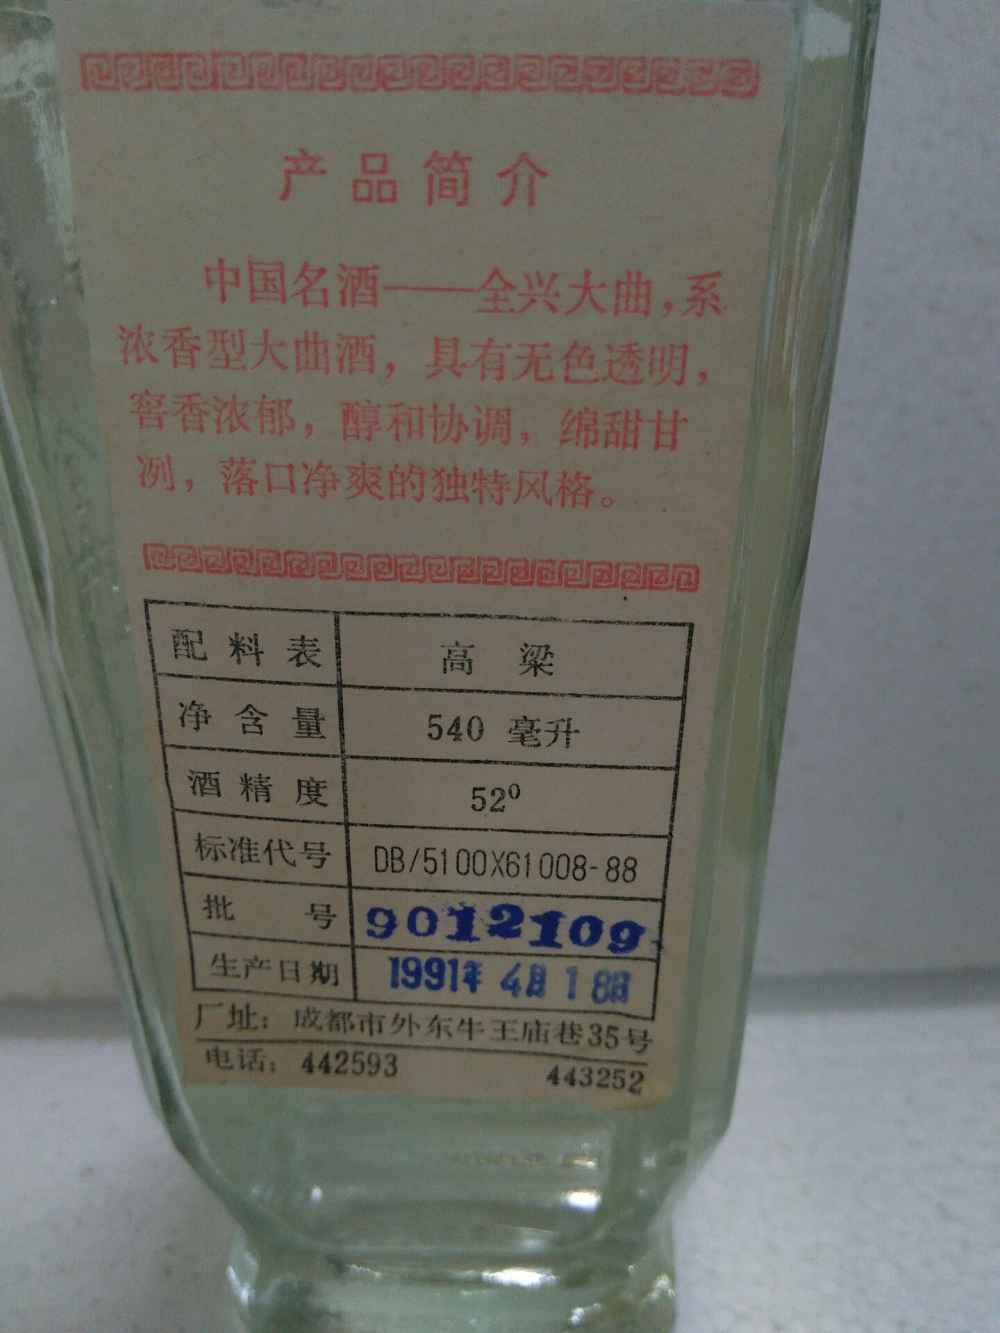 产品简介
中国名酒——全兴大曲，系
浓香型大曲酒，具有无色透明，
窖香浓郁，醇和协调，绵甜甘
冽，落口净爽的独特风格。
配料表 高粱
净含量 540 毫升
酒精度 52⁰
标准代号 DB/5100X61008-88
批号 9012109
生产日期 1991年 4月 18日
厂址：成都市外东牛王庙巷35号
电话：442593 443252